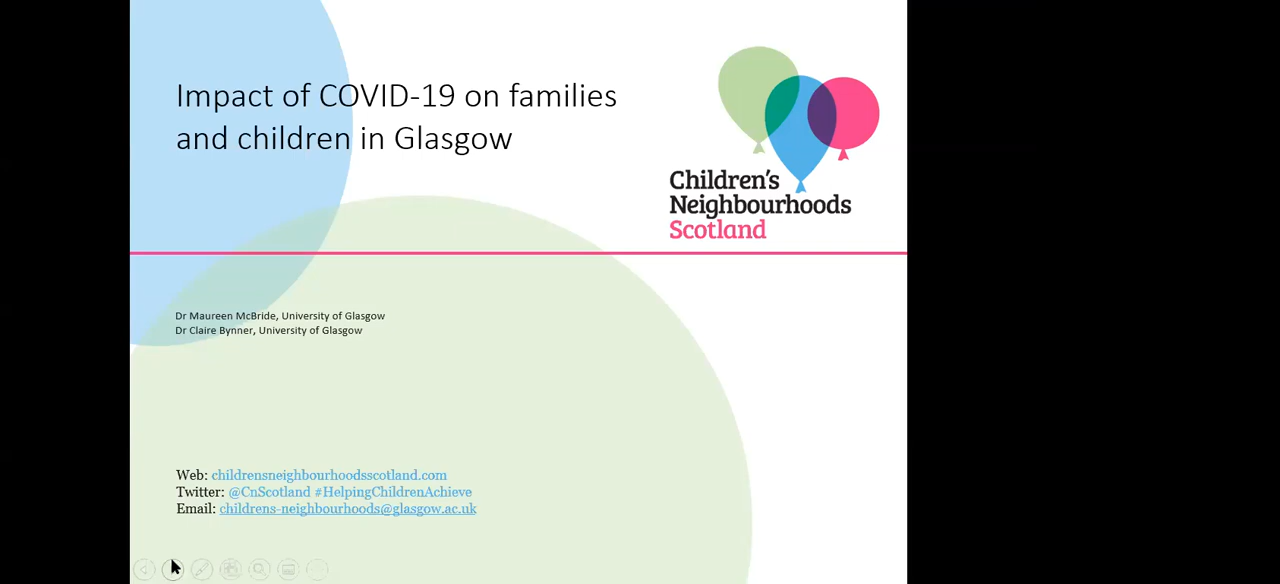 Impact of COVID-19 on families
and children in Glasgow
Children's
Neighbourhoods
Scotland
Dr Maureen McBride, University of Glasgow
Dr Claire Bynner, University of Glasgow
Web: childrensneighbourhoodsscotland.com
Twitter: @CnScotland #HelpingChildrenAchieve
Email: childrens-neighbourhoods@glasgow.ac.uk